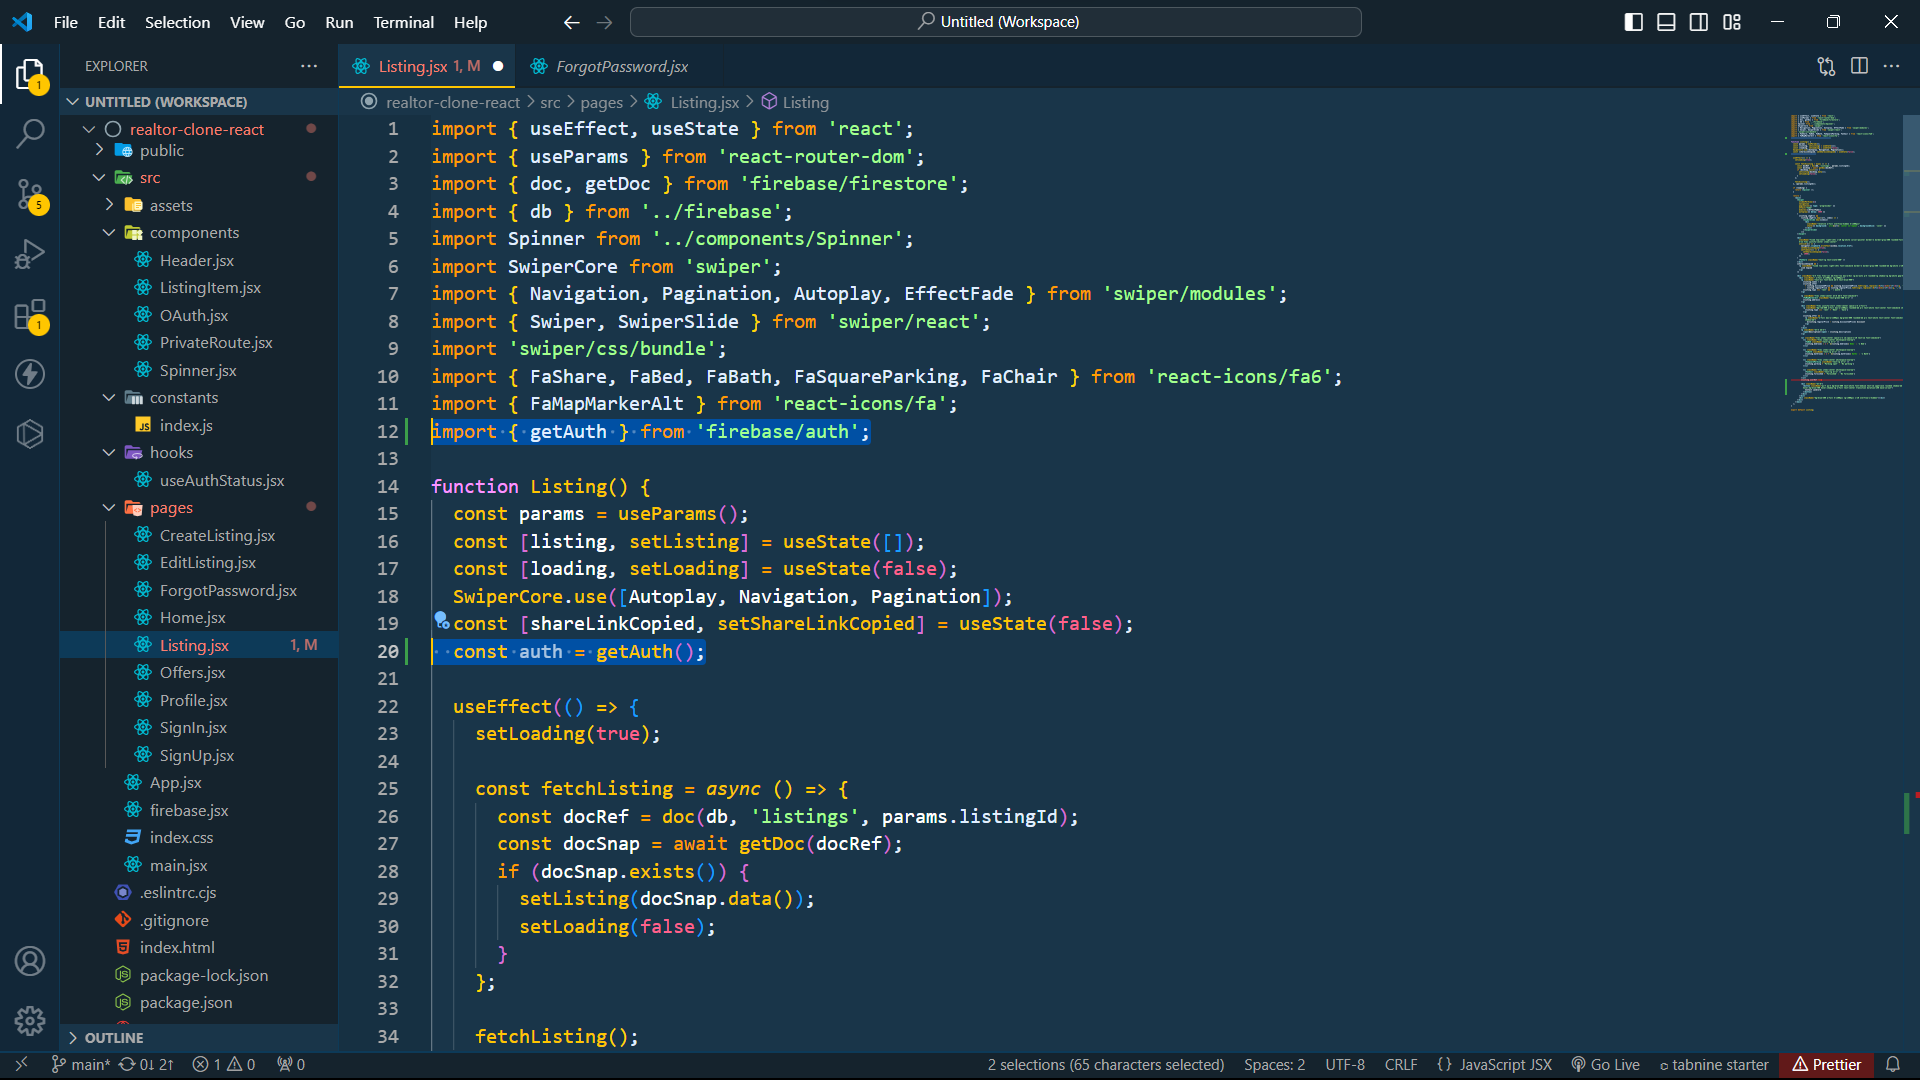 File Edit Selection View Go Run Terminal Help
Untitled (Workspace)
EXPLORER
UNTITLED (WORKSPACE)
realtor-clone-react
public
src
assets
components
Header.jsx
ListingItem.jsx
OAuth.jsx
PrivateRoute.jsx
Spinner.jsx
constants
index.js
hooks
useAuthStatus.jsx
pages
CreateListing.jsx
EditListing.jsx
ForgotPassword.jsx
Home.jsx
Listing.jsx 1, M
Offers.jsx
Profile.jsx
SignIn.jsx
SignUp.jsx
App.jsx
firebase.jsx
index.css
main.jsx
.eslintrc.cjs
.gitignore
index.html
package-lock.json
package.json
OUTLINE
1
5
1
Listing.jsx 1, M
ForgotPassword.jsx
realtor-clone-react > src > pages > Listing.jsx > Listing
1 import { useEffect, useState } from 'react';
2 import { useParams } from 'react-router-dom';
3 import { doc, getDoc } from 'firebase/firestore';
4 import { db } from '../firebase';
5 import Spinner from '../components/Spinner';
6 import SwiperCore from 'swiper';
7 import { Navigation, Pagination, Autoplay, EffectFade } from 'swiper/modules';
8 import { Swiper, SwiperSlide } from 'swiper/react';
9 import 'swiper/css/bundle';
10 import { FaShare, FaBed, FaBath, FaSquareParking, FaChair } from 'react-icons/fa6';
11 import { FaMapMarkerAlt } from 'react-icons/fa';
12 import { getAuth } from 'firebase/auth';
13
14 function Listing() {
15 const params = useParams();
16 const [listing, setListing] = useState([]);
17 const [loading, setLoading] = useState(false);
18 SwiperCore.use([Autoplay, Navigation, Pagination]);
19 const [shareLinkCopied, setShareLinkCopied] = useState(false);
20 const auth = getAuth();
21
22 useEffect(() => {
23 setLoading(true);
24
25 const fetchListing = async () => {
26 const docRef = doc(db, 'listings', params.listingId);
27 const docSnap = await getDoc(docRef);
28 if (docSnap.exists()) {
29 setListing(docSnap.data());
30 setLoading(false);
31 }
32 };
33
34 fetchListing();
main* 0↓ 2↑ 1 0 0
2 selections (65 characters selected) Spaces: 2 UTF-8 CRLF {} JavaScript JSX Go Live tabnine starter Prettier